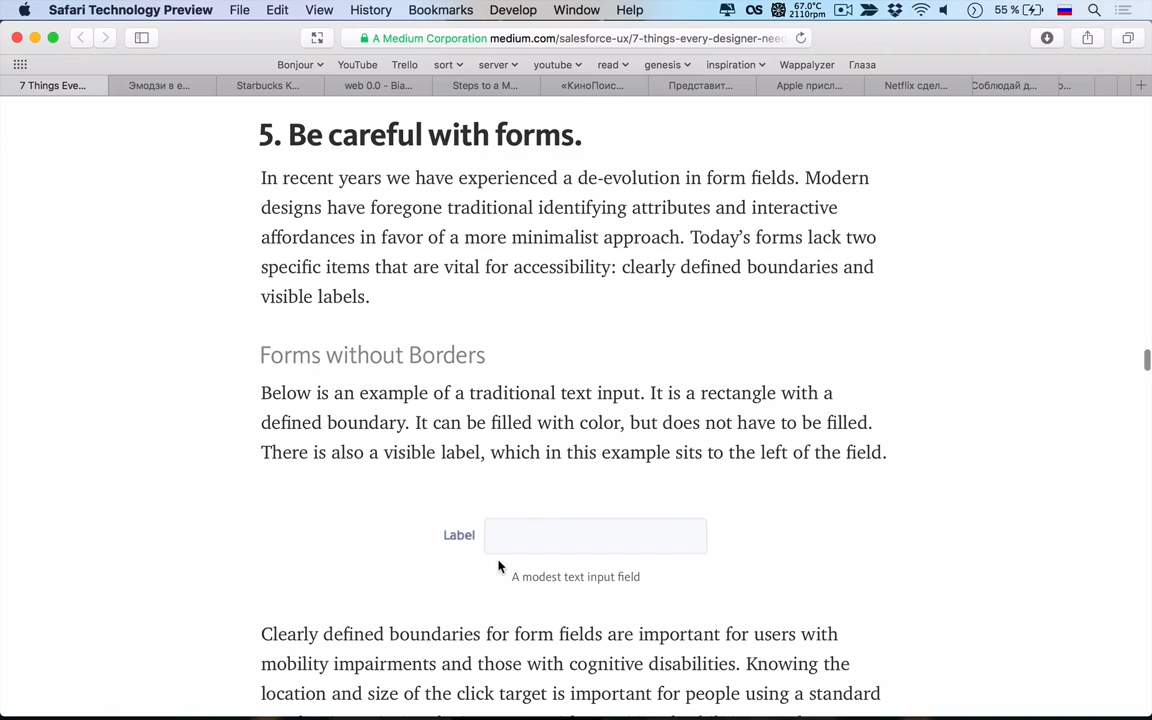 Safari Technology Preview File Edit View History Bookmarks Develop Window Help 67.0°C 2110rpm 55 %
A Medium Corporation medium.com/salesforce-ux/7-things-every-designer-need
Bonjour YouTube Trello sort server youtube read genesis inspiration Wappalyzer Глаза
7 Things Eve... Эмодзи в е... Starbucks K... web 0.0 - Bia... Steps to a M... «КиноПоис... Представит... Apple присл... Netflix сдел... Соблюдай д...
5. Be careful with forms.
In recent years we have experienced a de-evolution in form fields. Modern
designs have foregone traditional identifying attributes and interactive
affordances in favor of a more minimalist approach. Today’s forms lack two
specific items that are vital for accessibility: clearly defined boundaries and
visible labels.
Forms without Borders
Below is an example of a traditional text input. It is a rectangle with a
defined boundary. It can be filled with color, but does not have to be filled.
There is also a visible label, which in this example sits to the left of the field.
Label
A modest text input field
Clearly defined boundaries for form fields are important for users with
mobility impairments and those with cognitive disabilities. Knowing the
location and size of the click target is important for people using a standard